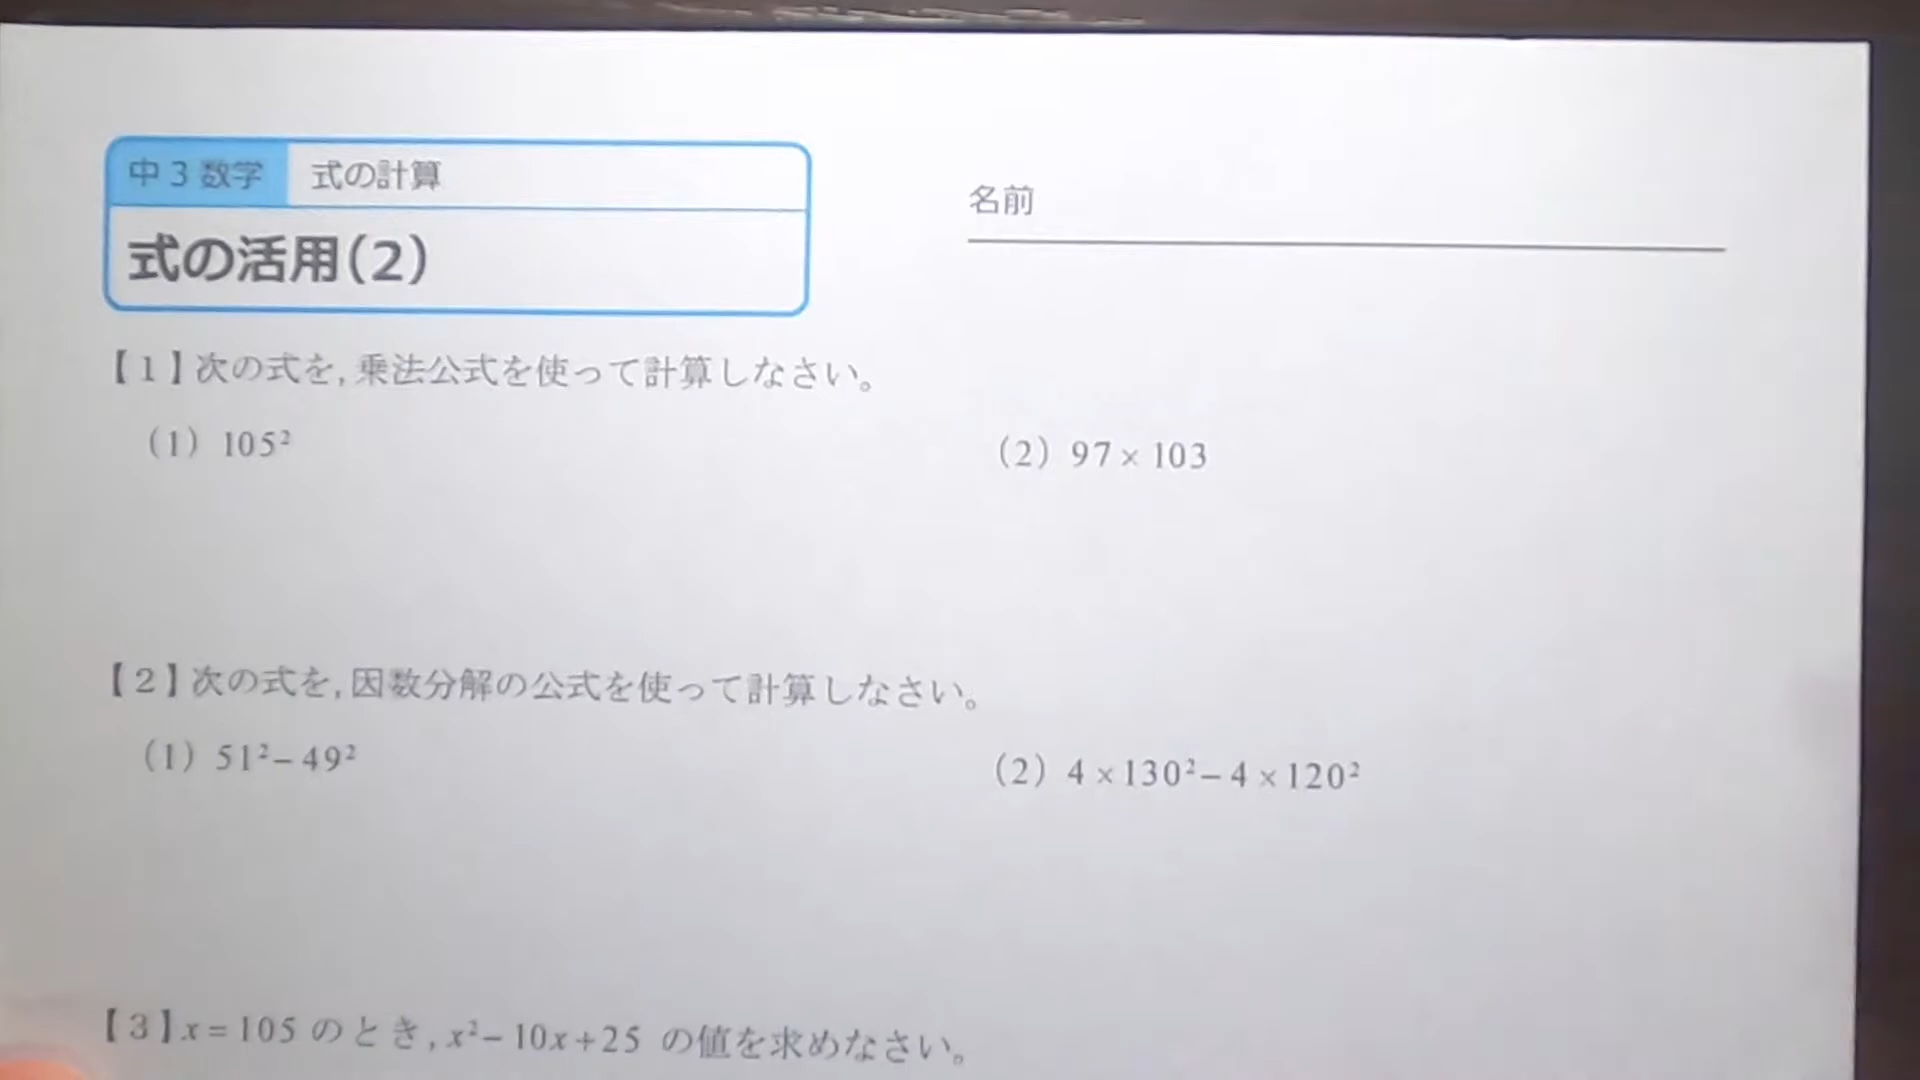 中3数学 式の計算
式の活用(2)
名前
【1】次の式を,乗法公式を使って計算しなさい。
(1) 105²
(2) 97×103
【2】次の式を,因数分解の公式を使って計算しなさい。
(1) 51²−49²
(2) 4×130²−4×120²
【3】x=105 のとき,x²−10x+25 の値を求めなさい。